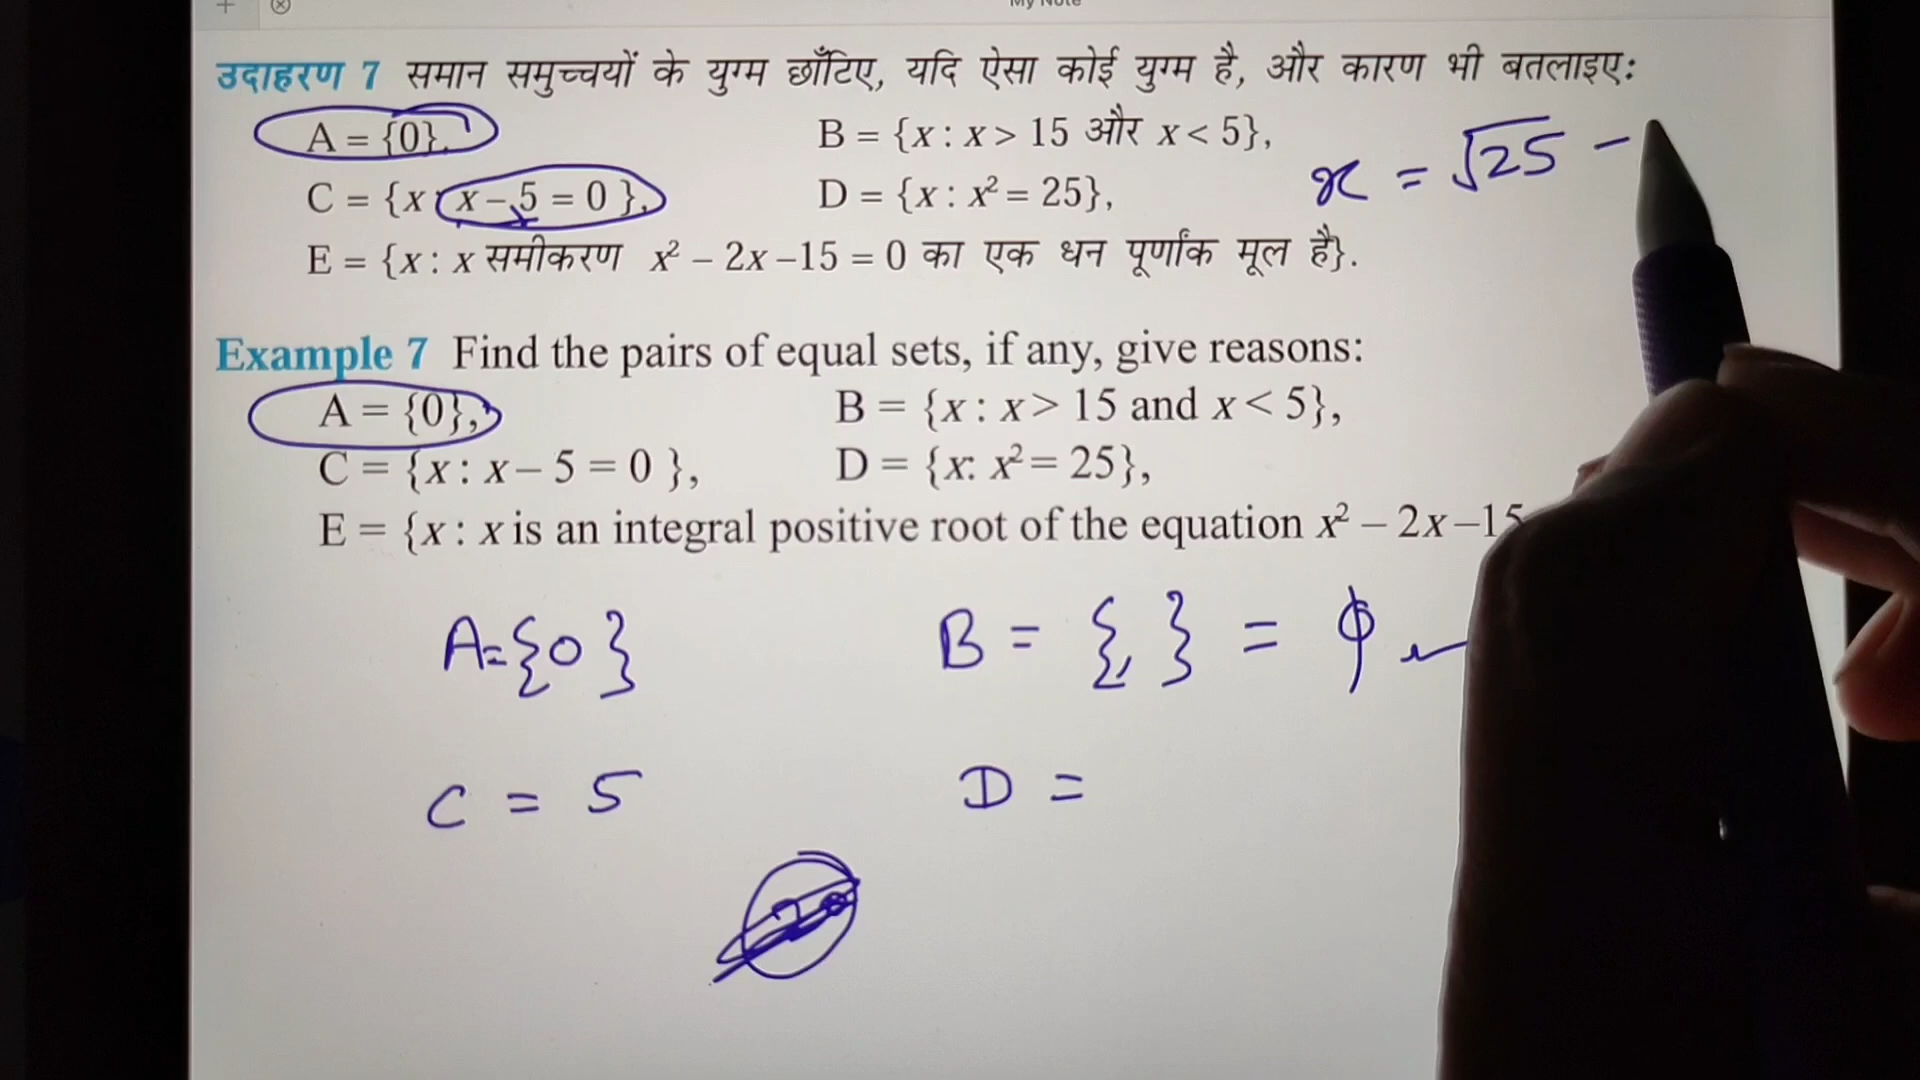 My Note
उदाहरण 7 समान समुच्चयों के युग्म छाँटिए, यदि ऐसा कोई युग्म है, और कारण भी बतलाइए:
A = {0}, B = {x : x > 15 और x < 5},
C = {x : x – 5 = 0 }, D = {x : x² = 25},
x = √25 –
E = {x : x समीकरण x² – 2x –15 = 0 का एक धन पूर्णांक मूल है}.
Example 7 Find the pairs of equal sets, if any, give reasons:
A = {0}, B = {x : x > 15 and x < 5},
C = {x : x – 5 = 0 }, D = {x: x² = 25},
E = {x : x is an integral positive root of the equation x² – 2x –15
A = {0} B = { } = ϕ
C = 5 D =